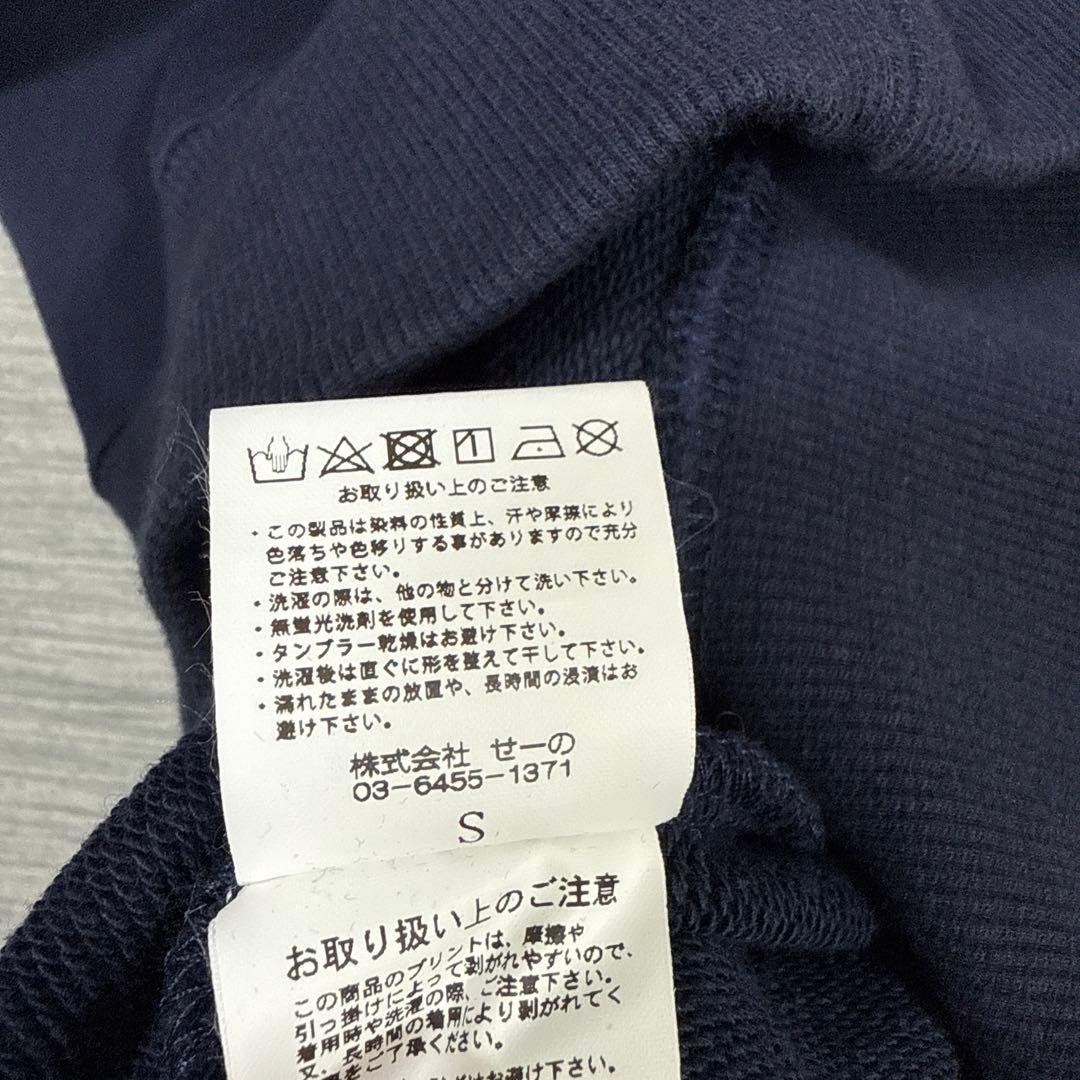 お取り扱い上のご注意
・この製品は染料の性質上、汗や摩擦により
色落ちや色移りする事がありますので充分
ご注意下さい。
・洗濯の際は、他の物と分けて洗い下さい。
・無蛍光洗剤を使用して下さい。
・タンブラー乾燥はお避け下さい。
・洗濯後は直ぐに形を整えて干して下さい。
・濡れたままの放置や、長時間の浸漬はお
避け下さい。
株式会社 せーの
03-6455-1371
S
お取り扱い上のご注意
この商品のプリントは、摩擦や
引っ掛けによって剥がれやすいので、
着用時や洗濯の際、ご注意下さい。
又、長時間の着用により剥がれてく
をご了承ください。
はお避け下さい。